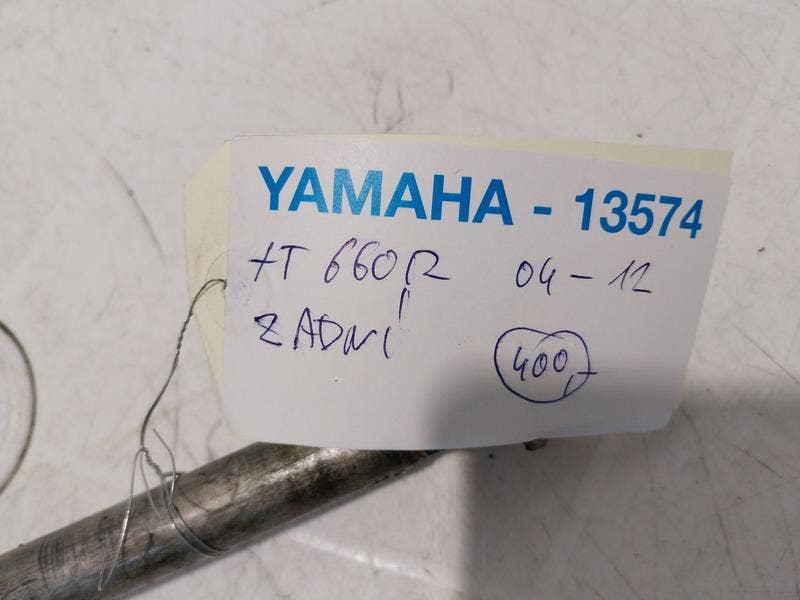 YAMAHA - 13574
XT 660R 04 - 12
ZADNÍ
400,-